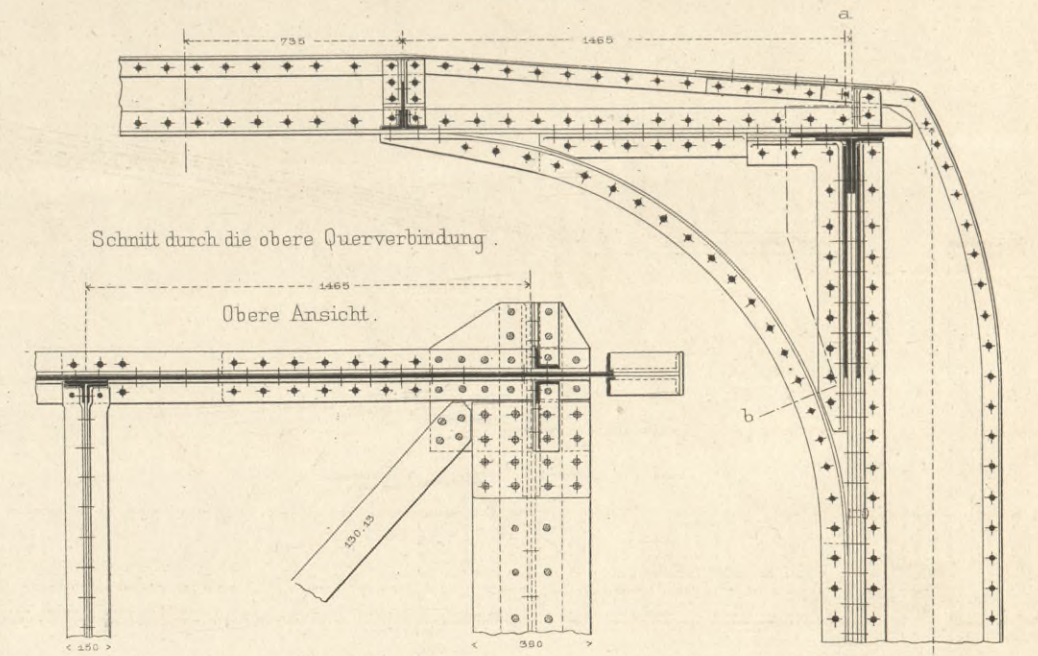 a
735
1465
Schnitt durch die obere Querverbindung.
1465
Obere Ansicht.
b
130.13
150
380